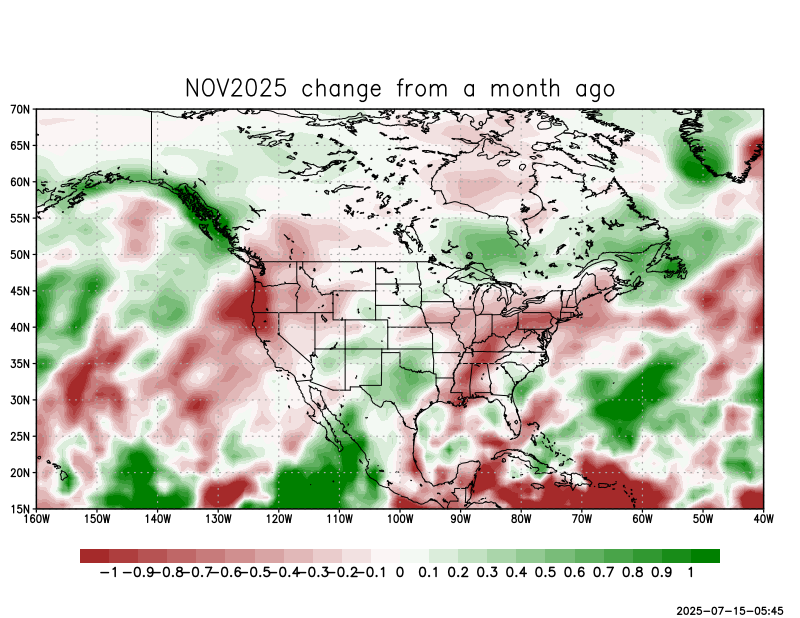 NOV2025 change from a month ago
70N
65N
60N
55N
50N
45N
40N
35N
30N
25N
20N
15N
160W 150W 140W 130W 120W 110W 100W 90W 80W 70W 60W 50W 40W
-1 -0.9 -0.8 -0.7 -0.6 -0.5 -0.4 -0.3 -0.2 -0.1 0 0.1 0.2 0.3 0.4 0.5 0.6 0.7 0.8 0.9 1
2025-07-15-05:45